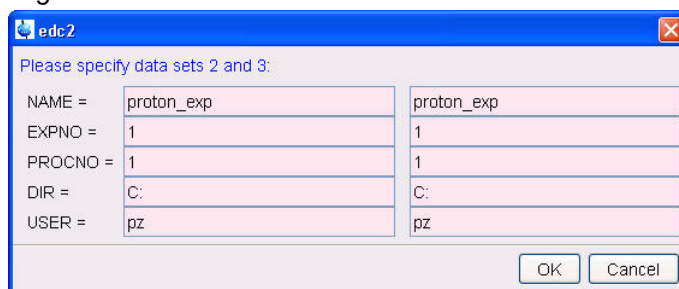 edc2
Please specify data sets 2 and 3:
NAME = proton_exp proton_exp
EXPNO = 1 1
PROCNO = 1 1
DIR = C: C:
USER = pz pz
OK Cancel